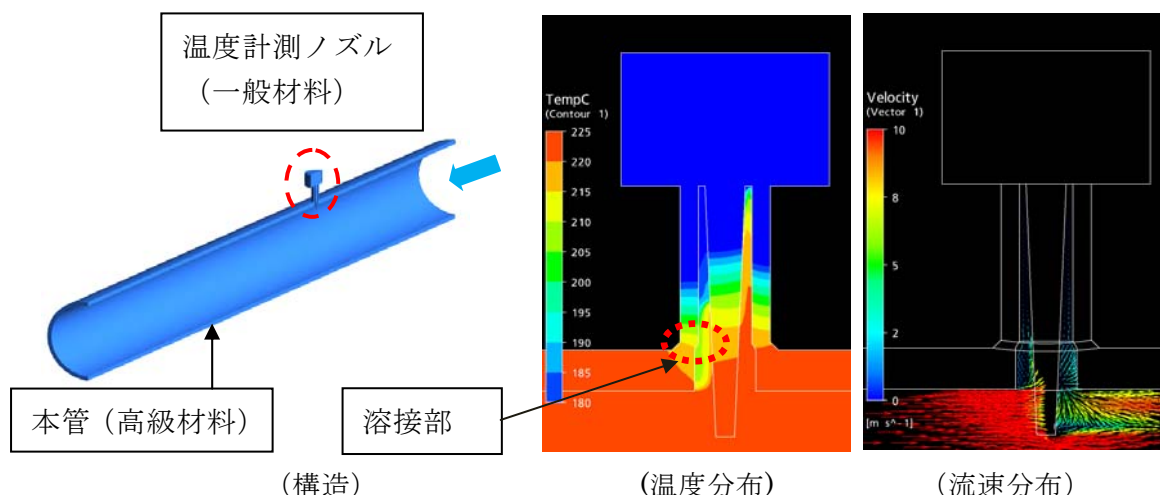 温度計測ノズル
（一般材料）
本管（高級材料）
溶接部
TempC
(Contour 1)
225
220
215
210
205
200
195
190
185
180
Velocity
(Vector 1)
10
8
5
2
0
[m s^-1]
（構造）
(温度分布)
（流速分布）